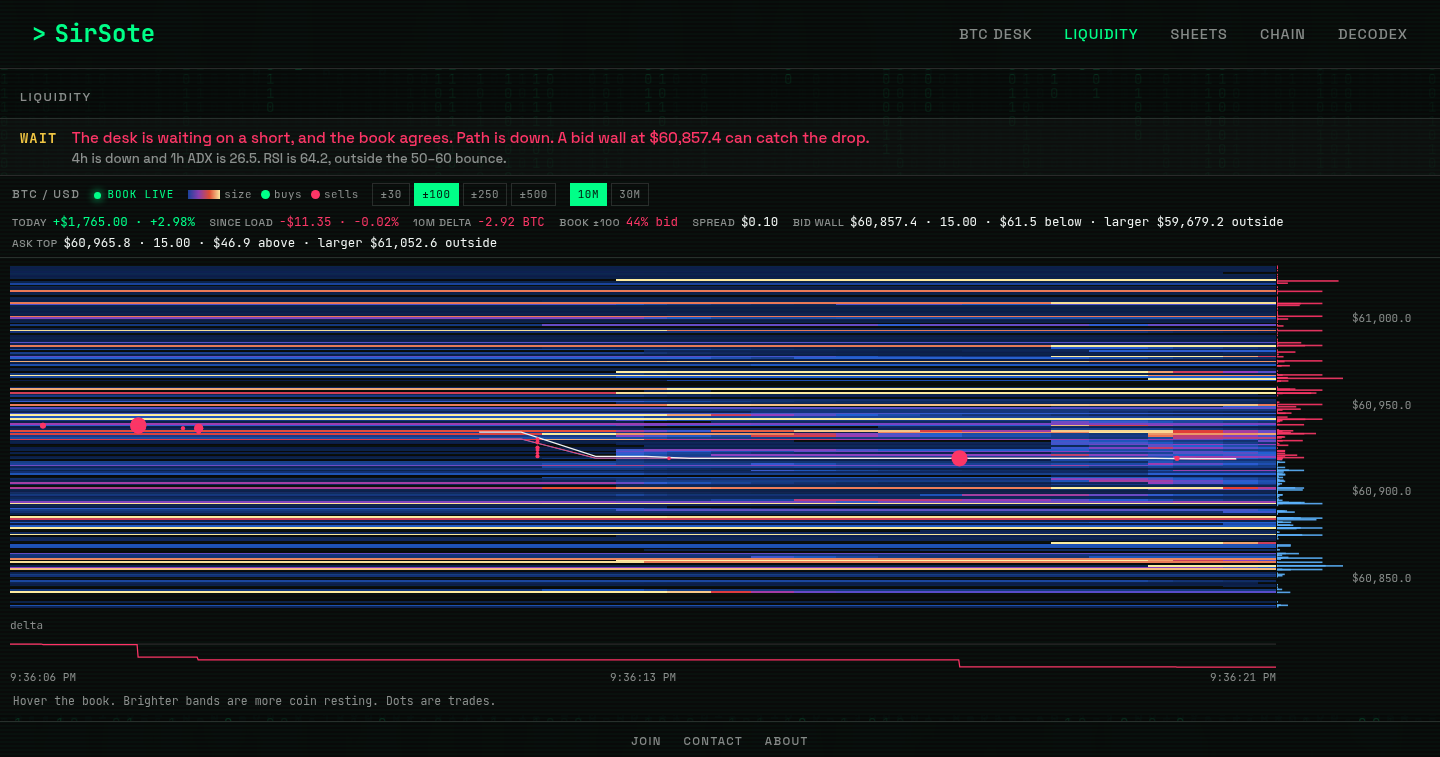 > SirSote
BTC DESK LIQUIDITY SHEETS CHAIN DECODEX
LIQUIDITY
WAIT The desk is waiting on a short, and the book agrees. Path is down. A bid wall at $60,857.4 can catch the drop.
4h is down and 1h ADX is 26.5. RSI is 64.2, outside the 50–60 bounce.
BTC / USD BOOK LIVE size buys sells ±30 ±100 ±250 ±500 10M 30M
TODAY +$1,765.00 · +2.98% SINCE LOAD -$11.35 · -0.02% 10M DELTA -2.92 BTC BOOK ±100 44% bid SPREAD $0.10 BID WALL $60,857.4 · 15.00 · $61.5 below · larger $59,679.2 outside
ASK TOP $60,965.8 · 15.00 · $46.9 above · larger $61,052.6 outside
$61,000.0
$60,950.0
$60,900.0
$60,850.0
delta
9:36:06 PM 9:36:13 PM 9:36:21 PM
Hover the book. Brighter bands are more coin resting. Dots are trades.
JOIN CONTACT ABOUT